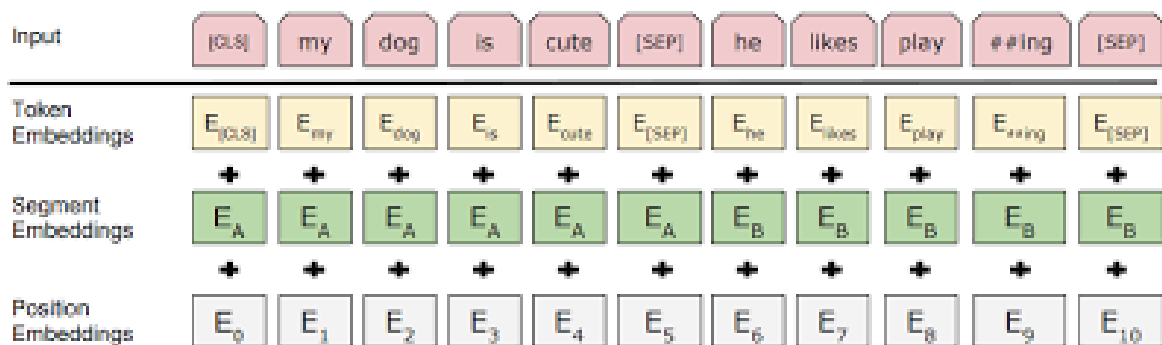 Input [CLS] my dog is cute [SEP] he likes play ##ing [SEP]
Token Embeddings E[CLS] Emy Edog Eis Ecute E[SEP] Ehe Elikes Eplay E##ing E[SEP]
+ + + + + + + + + + +
Segment Embeddings EA EA EA EA EA EA EB EB EB EB EB
+ + + + + + + + + + +
Position Embeddings E0 E1 E2 E3 E4 E5 E6 E7 E8 E9 E10